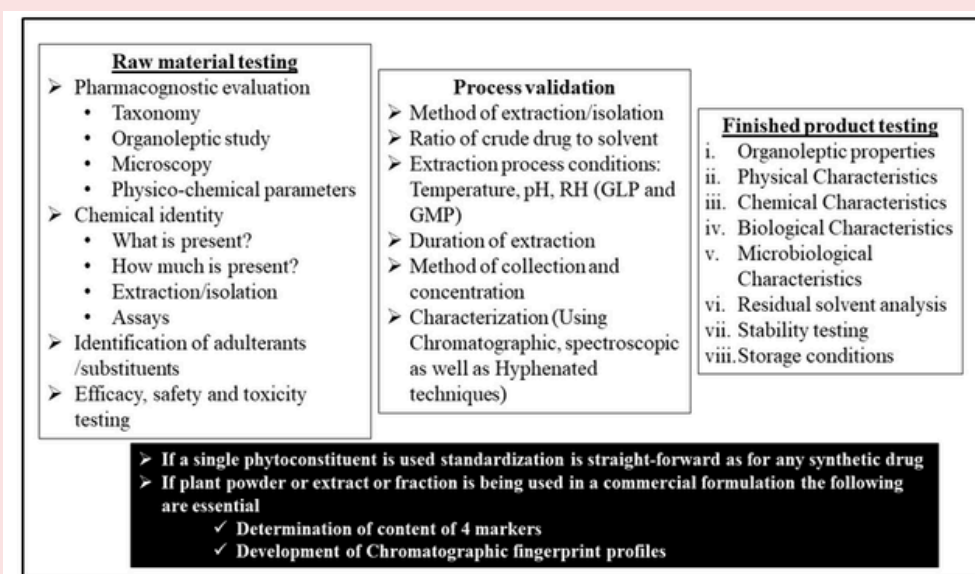 Raw material testing
➢ Pharmacognostic evaluation
• Taxonomy
• Organoleptic study
• Microscopy
• Physico-chemical parameters
➢ Chemical identity
• What is present?
• How much is present?
• Extraction/isolation
• Assays
➢ Identification of adulterants
/substituents
➢ Efficacy, safety and toxicity
testing
Process validation
➢ Method of extraction/isolation
➢ Ratio of crude drug to solvent
➢ Extraction process conditions:
Temperature, pH, RH (GLP and
GMP)
➢ Duration of extraction
➢ Method of collection and
concentration
➢ Characterization (Using
Chromatographic, spectroscopic
as well as Hyphenated
techniques)
Finished product testing
i. Organoleptic properties
ii. Physical Characteristics
iii. Chemical Characteristics
iv. Biological Characteristics
v. Microbiological
Characteristics
vi. Residual solvent analysis
vii. Stability testing
viii. Storage conditions
➢ If a single phytoconstituent is used standardization is straight-forward as for any synthetic drug
➢ If plant powder or extract or fraction is being used in a commercial formulation the following
are essential
✓ Determination of content of 4 markers
✓ Development of Chromatographic fingerprint profiles